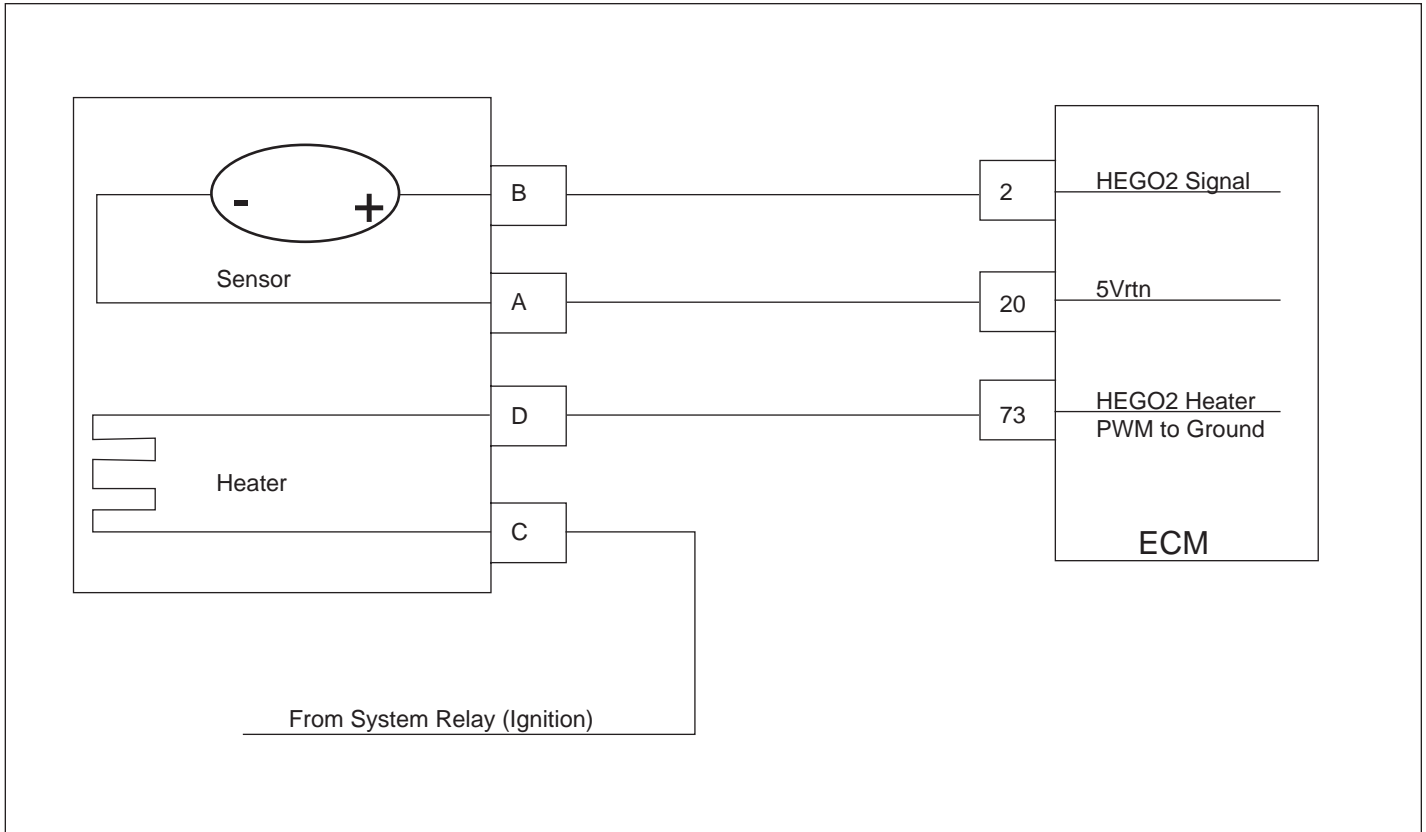 - +
Sensor
B
A
D
C
Heater
2
20
73
HEGO2 Signal
5Vrtn
HEGO2 Heater
PWM to Ground
ECM
From System Relay (Ignition)